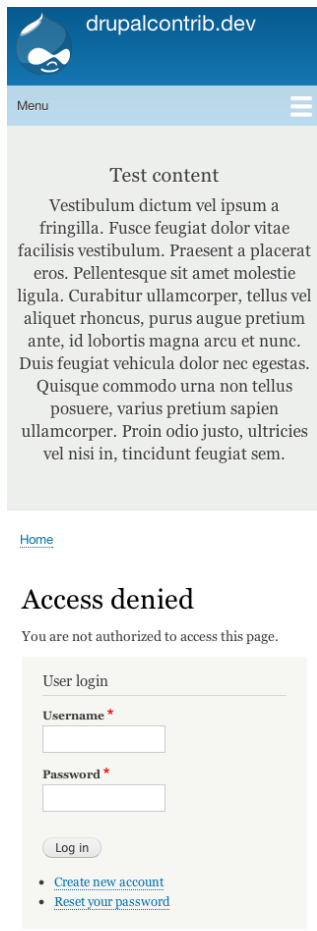 drupalcontrib.dev
Menu
Test content
Vestibulum dictum vel ipsum a
fringilla. Fusce feugiat dolor vitae
facilisis vestibulum. Praesent a placerat
eros. Pellentesque sit amet molestie
ligula. Curabitur ullamcorper, tellus vel
aliquet rhoncus, purus augue pretium
ante, id lobortis magna arcu et nunc.
Duis feugiat vehicula dolor nec egestas.
Quisque commodo urna non tellus
posuere, varius pretium sapien
ullamcorper. Proin odio justo, ultricies
vel nisi in, tincidunt feugiat sem.
Home
Access denied
You are not authorized to access this page.
User login
Username *
Password *
Log in
Create new account
Reset your password